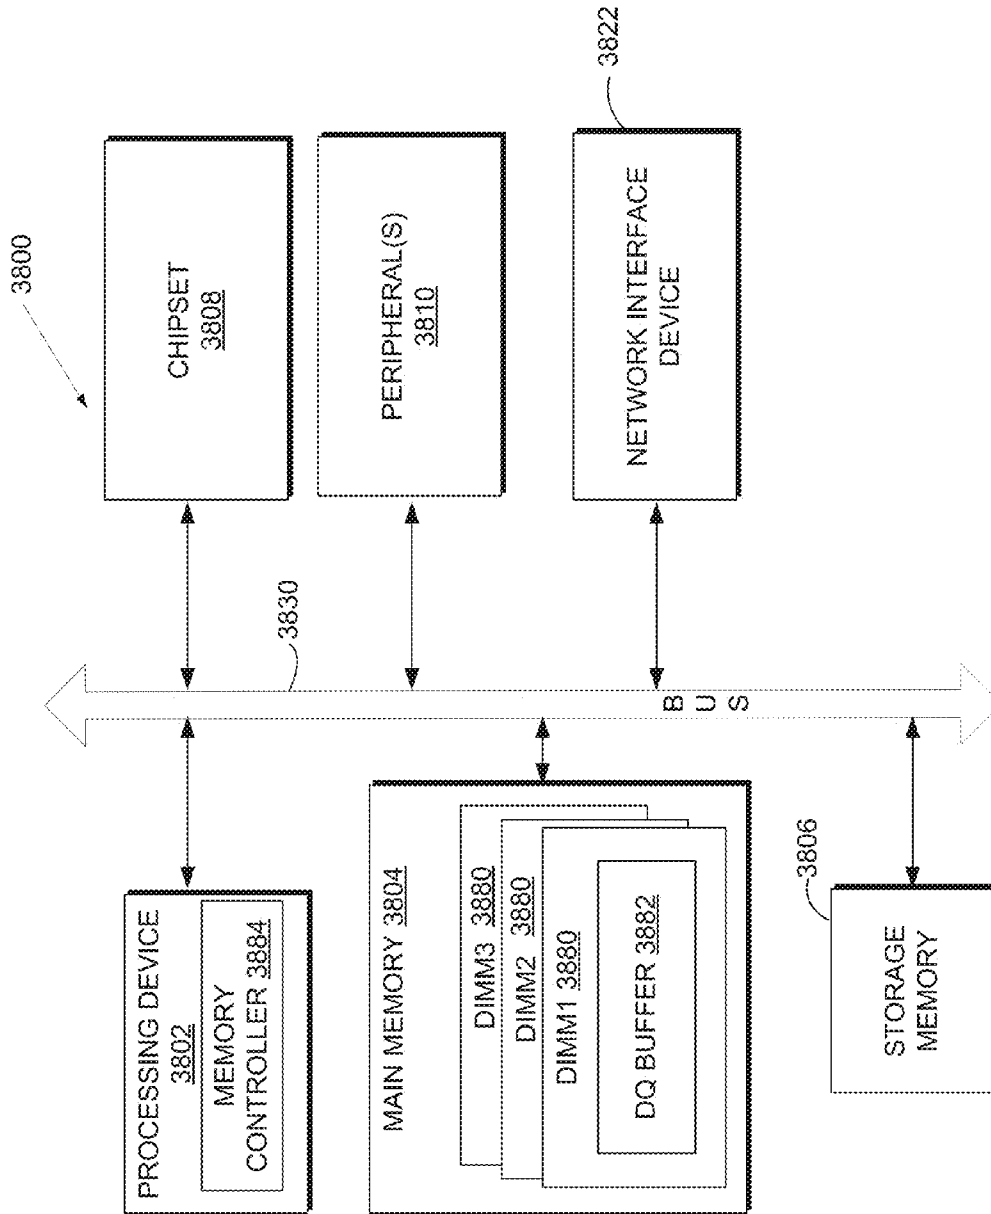 3800
PROCESSING DEVICE
3802
MEMORY
CONTROLLER 3884
MAIN MEMORY 3804
DIMM3 3880
DIMM2 3880
DIMM1 3880
DQ BUFFER 3882
3806
STORAGE
MEMORY
3830
B
U
S
CHIPSET
3808
PERIPHERAL(S)
3810
3822
NETWORK INTERFACE
DEVICE